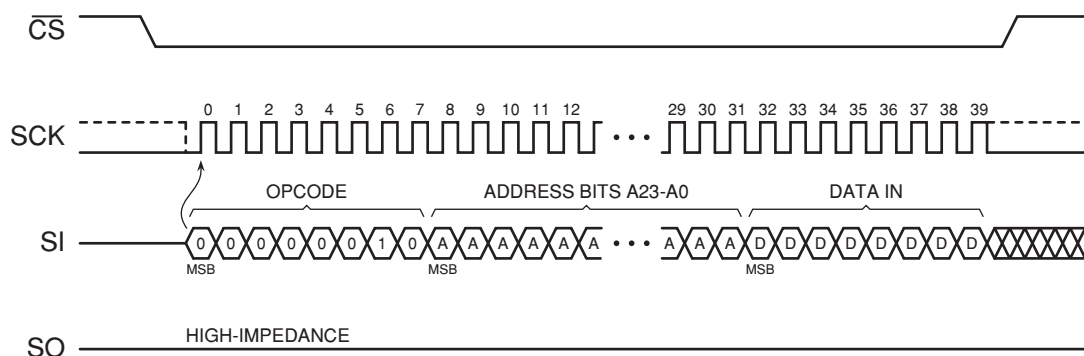 CS
0 1 2 3 4 5 6 7 8 9 10 11 12 29 30 31 32 33 34 35 36 37 38 39
SCK
OPCODE ADDRESS BITS A23-A0 DATA IN
SI 0 0 0 0 0 0 1 0 A A A A A A A A A D D D D D D D D
MSB MSB MSB
HIGH-IMPEDANCE
SO